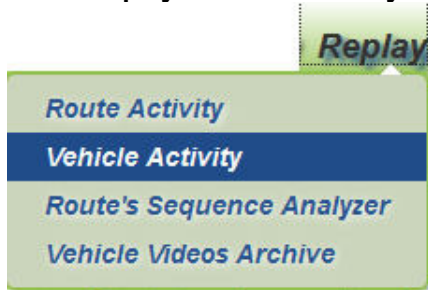 Replay
Route Activity
Vehicle Activity
Route's Sequence Analyzer
Vehicle Videos Archive